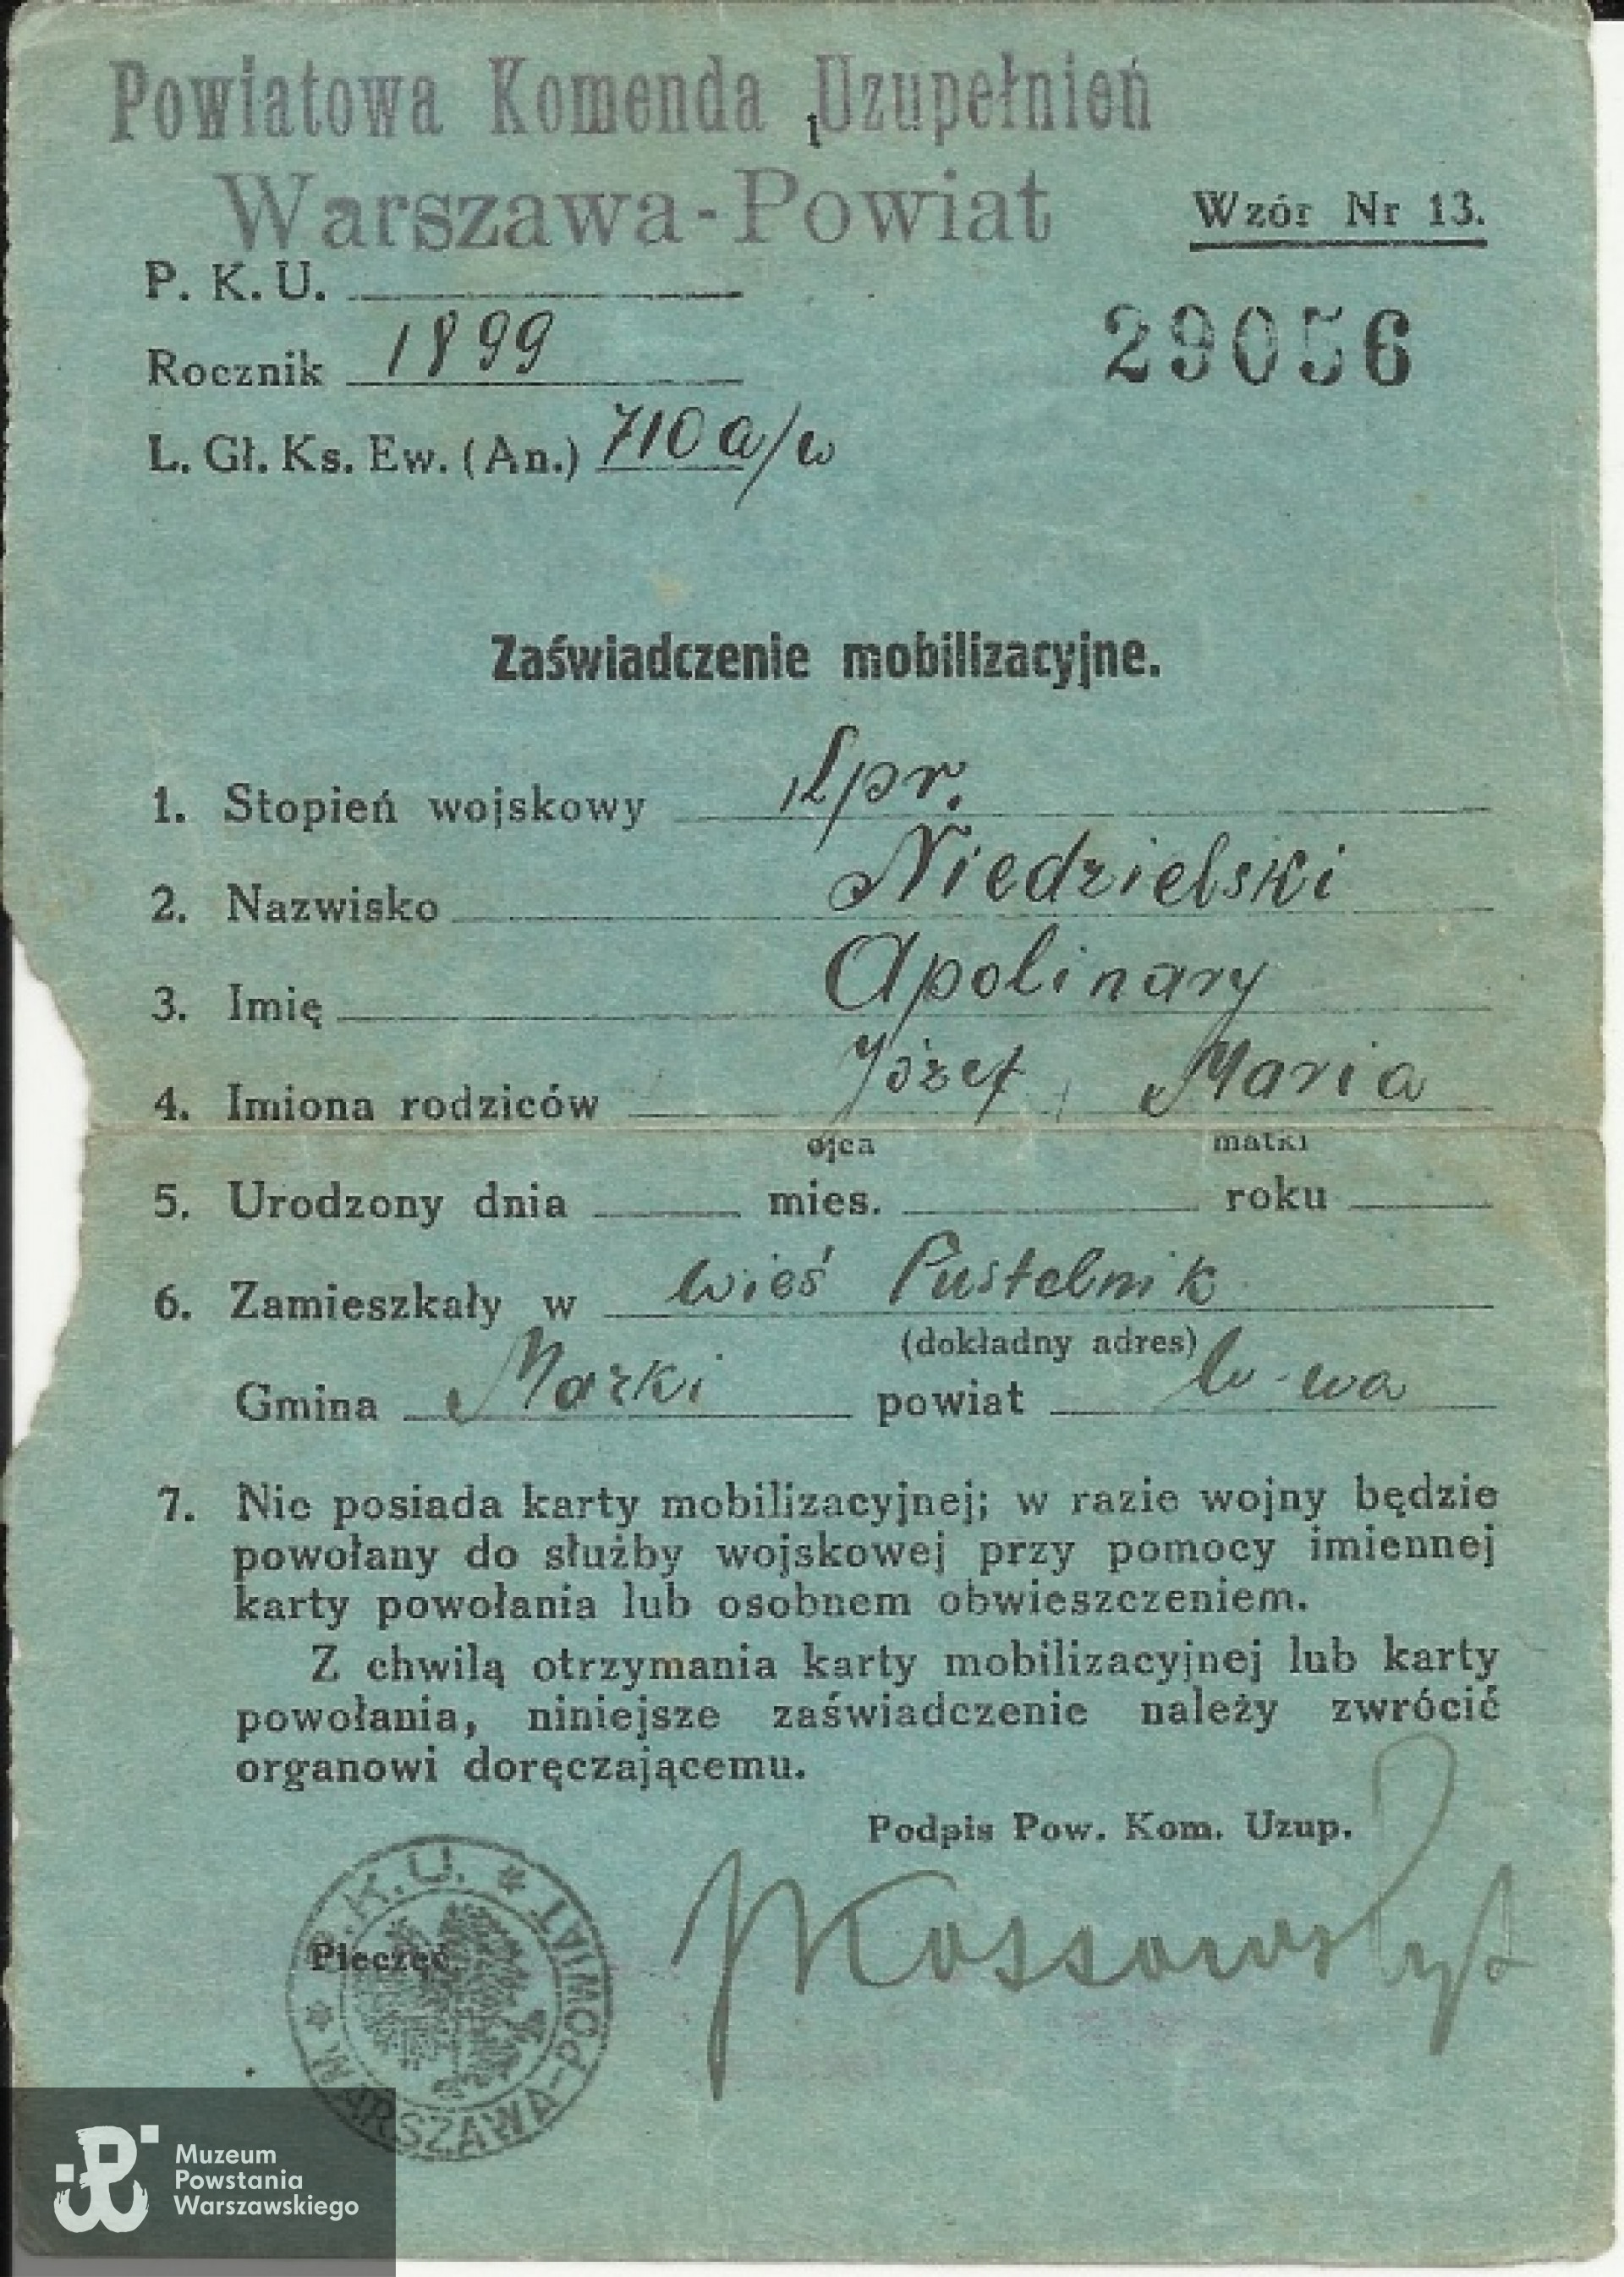 Powiatowa Komenda Uzupełnień
Warszawa-Powiat
Wzór Nr 13.
P. K. U.
29056
Rocznik 1899
L. Gł. Ks. Ew. (An.) 710 a/w
Zaświadczenie mobilizacyjne.
1. Stopień wojskowy kpr.
2. Nazwisko Niedzielski
3. Imię Apolinary
4. Imiona rodziców Józef, Maria
ojca matki
5. Urodzony dnia mies. roku
6. Zamieszkały w wieś Pustelnik
(dokładny adres)
Gmina Marki powiat W-wa
7. Nie posiada karty mobilizacyjnej; w razie wojny będzie
powołany do służby wojskowej przy pomocy imiennej
karty powołania lub osobnem obwieszczeniem.
Z chwilą otrzymania karty mobilizacyjnej lub karty
powołania, niniejsze zaświadczenie należy zwrócić
organowi doręczającemu.
Podpis Pow. Kom. Uzup.
Pieczęć.
P.K.U. * WARSZAWA-POWIAT *
Muzeum
Powstania
Warszawskiego